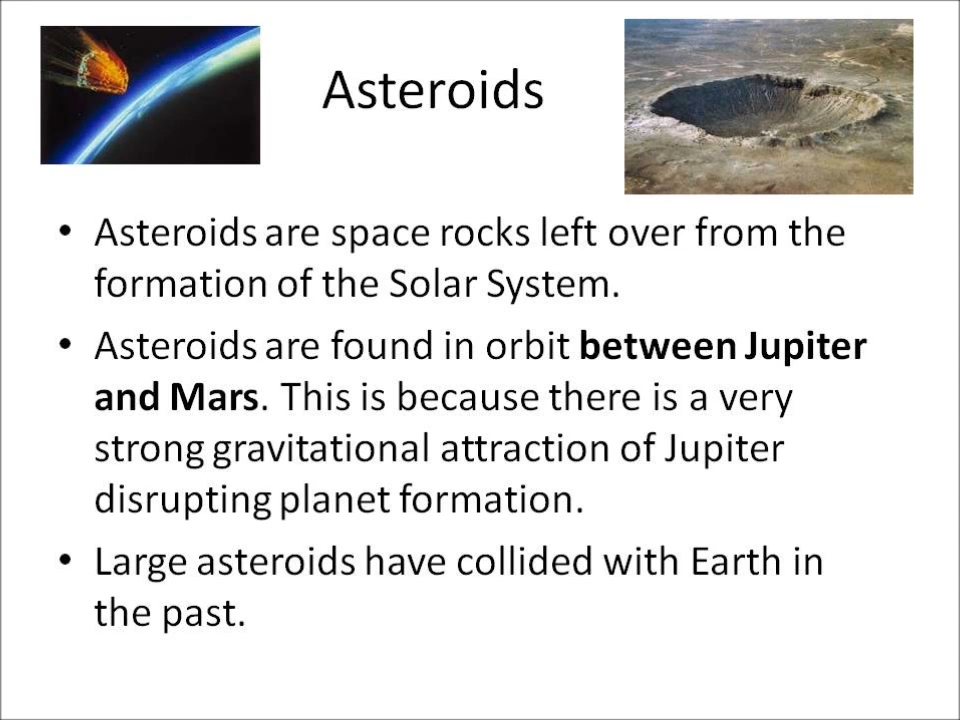 Asteroids
• Asteroids are space rocks left over from the
formation of the Solar System.
• Asteroids are found in orbit between Jupiter
and Mars. This is because there is a very
strong gravitational attraction of Jupiter
disrupting planet formation.
• Large asteroids have collided with Earth in
the past.